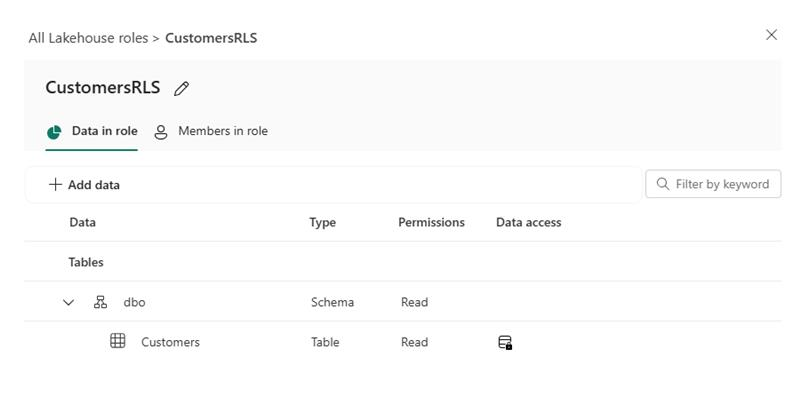 All Lakehouse roles > CustomersRLS
CustomersRLS
Data in role Members in role
Add data Filter by keyword
Data Type Permissions Data access
Tables
dbo Schema Read
Customers Table Read